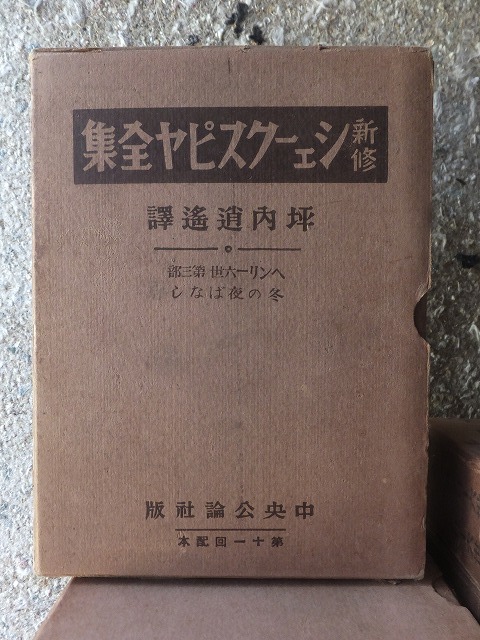 新修シェークスピヤ全集
坪内逍遙譯
ヘンリー六世 第三部
冬の夜ばなし
中央公論社版
第十一回配本